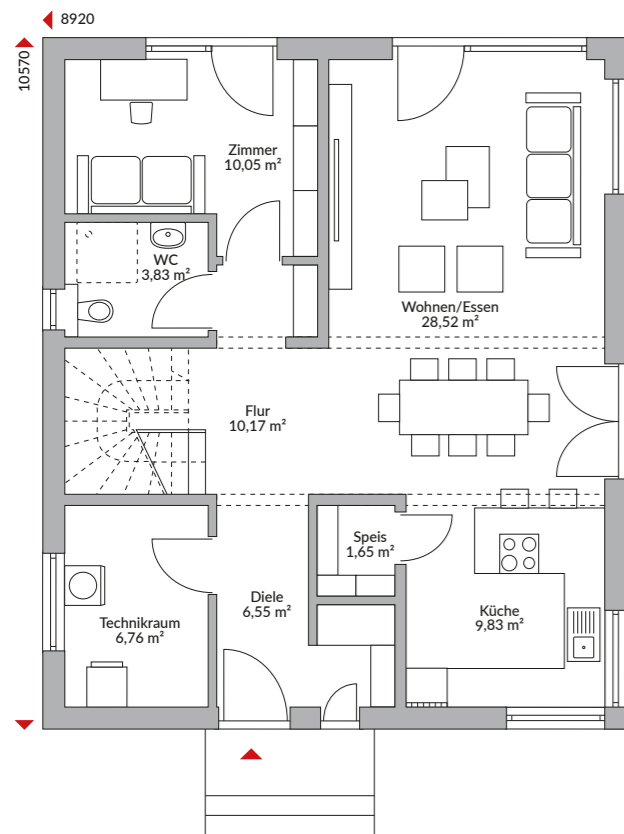 8920
10570
Zimmer
10,05 m²
WC
3,83 m²
Wohnen/Essen
28,52 m²
Flur
10,17 m²
Speis
1,65 m²
Diele
6,55 m²
Technikraum
6,76 m²
Küche
9,83 m²